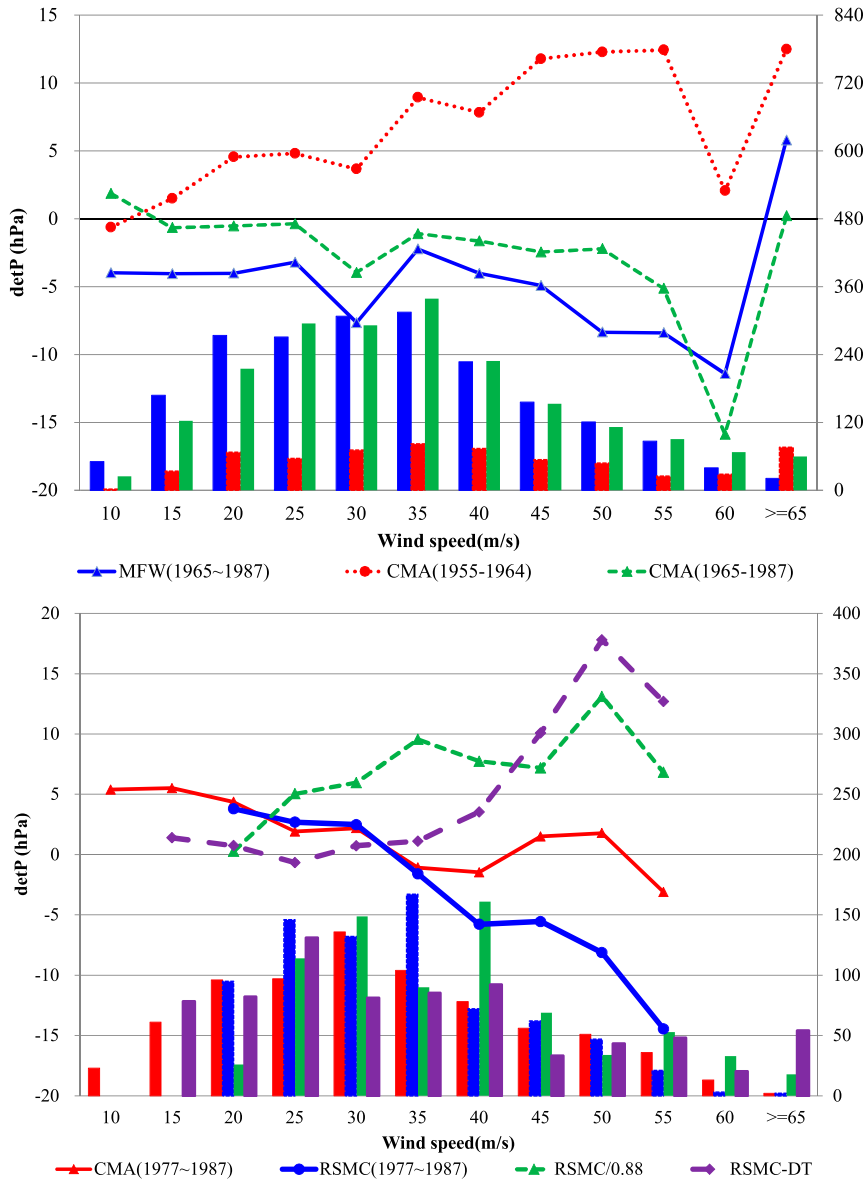 15 840
10 720
5 600
0 480
-5 360
-10 240
-15 120
-20 0
detP (hPa)
10 15 20 25 30 35 40 45 50 55 60 >=65
Wind speed(m/s)
MFW(1965~1987) CMA(1955-1964) CMA(1965-1987)
20 400
15 350
10 300
5 250
0 200
-5 150
-10 100
-15 50
-20 0
detP (hPa)
10 15 20 25 30 35 40 45 50 55 60 >=65
Wind speed(m/s)
CMA(1977~1987) RSMC(1977~1987) RSMC/0.88 RSMC-DT